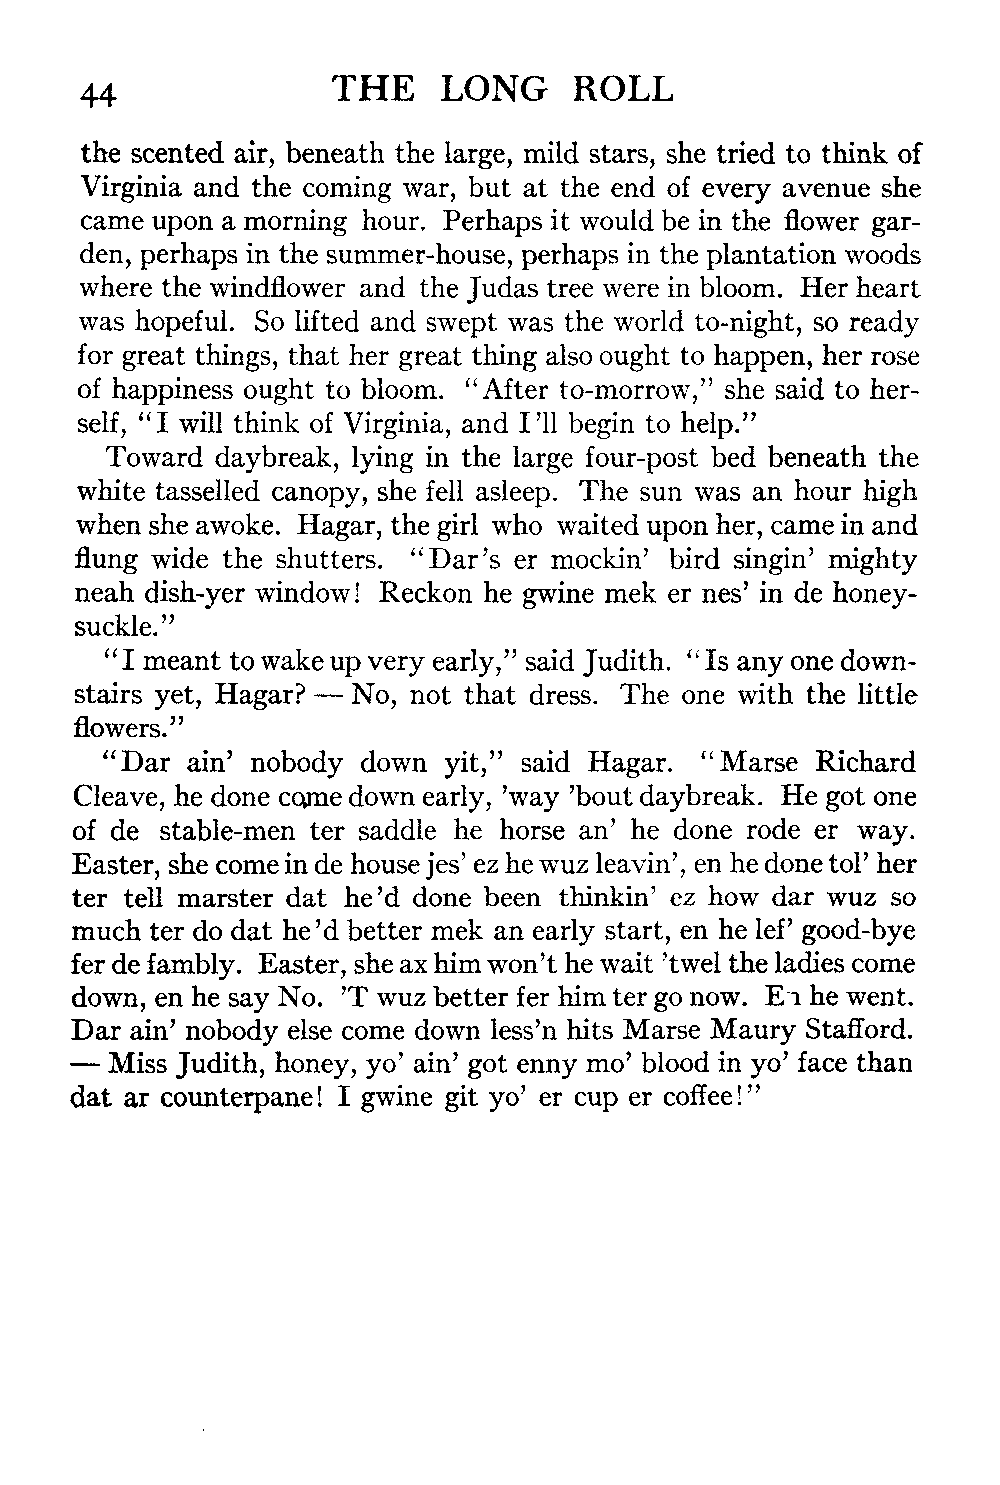 44 THE LONG ROLL
the scented air, beneath the large, mild stars, she tried to think of
Virginia and the coming war, but at the end of every avenue she
came upon a morning hour. Perhaps it would be in the flower gar-
den, perhaps in the summer-house, perhaps in the plantation woods
where the windflower and the Judas tree were in bloom. Her heart
was hopeful. So lifted and swept was the world to-night, so ready
for great things, that her great thing also ought to happen, her rose
of happiness ought to bloom. "After to-morrow," she said to her-
self, "I will think of Virginia, and I'll begin to help."
Toward daybreak, lying in the large four-post bed beneath the
white tasselled canopy, she fell asleep. The sun was an hour high
when she awoke. Hagar, the girl who waited upon her, came in and
flung wide the shutters. "Dar's er mockin' bird singin' mighty
neah dish-yer window! Reckon he gwine mek er nes' in de honey-
suckle."
"I meant to wake up very early," said Judith. "Is any one down-
stairs yet, Hagar? — No, not that dress. The one with the little
flowers."
"Dar ain' nobody down yit," said Hagar. "Marse Richard
Cleave, he done come down early, 'way 'bout daybreak. He got one
of de stable-men ter saddle he horse an' he done rode er way.
Easter, she come in de house jes' ez he wuz leavin', en he done tol' her
ter tell marster dat he'd done been thinkin' ez how dar wuz so
much ter do dat he'd better mek an early start, en he lef' good-bye
fer de fambly. Easter, she ax him won't he wait 'twel the ladies come
down, en he say No. 'T wuz better fer him ter go now. En he went.
Dar ain' nobody else come down less'n hits Marse Maury Stafford.
— Miss Judith, honey, yo' ain' got enny mo' blood in yo' face than
dat ar counterpane! I gwine git yo' er cup er coffee!"